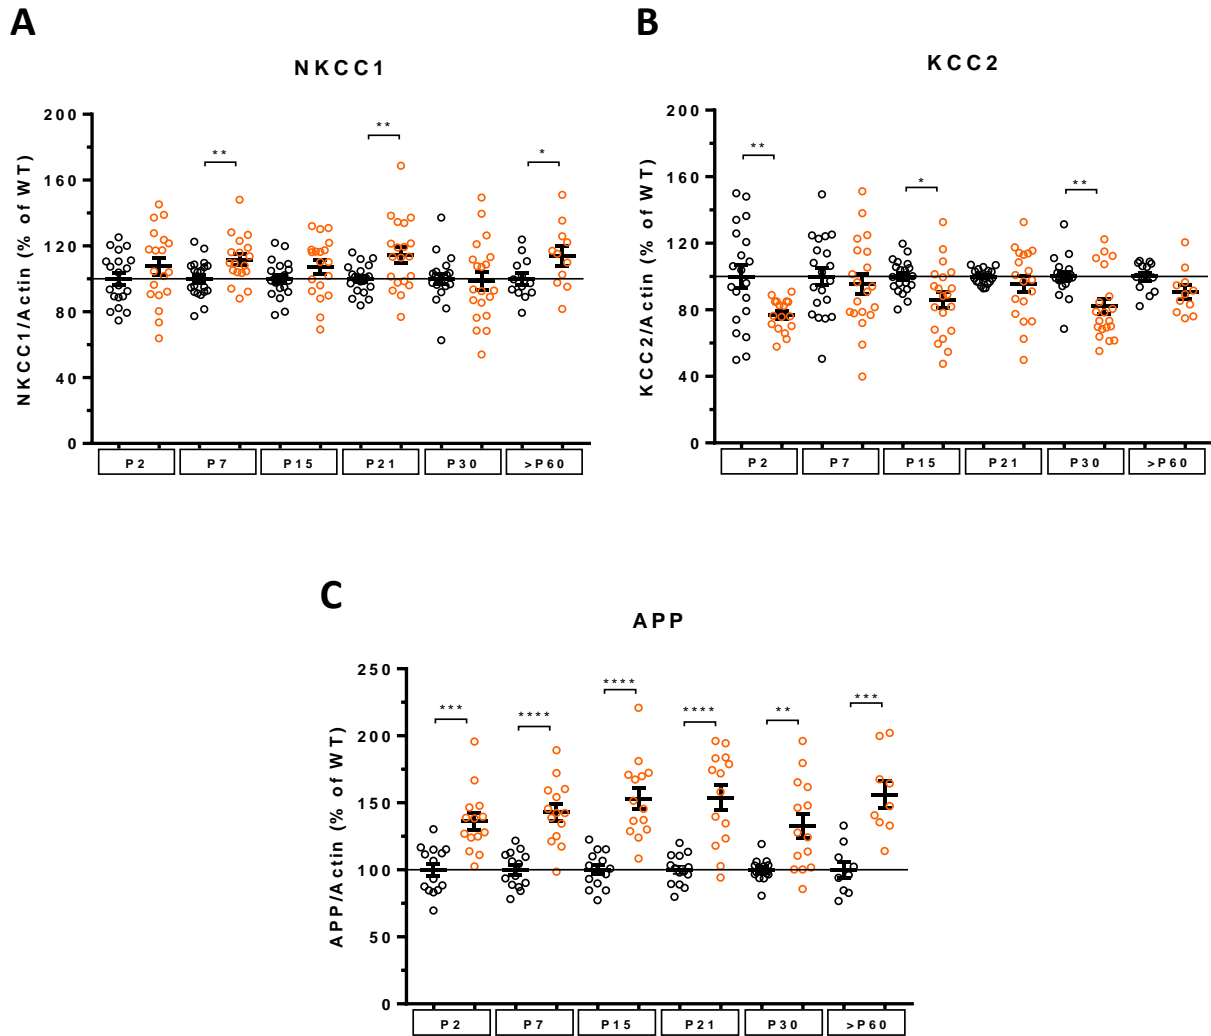 A
NKCC1
NKCC1/Actin (% of WT)
200
160
120
80
40
0
**
**
*
P2
P7
P15
P21
P30
>P60
B
KCC2
KCC2/Actin (% of WT)
200
160
120
80
40
0
**
*
**
P2
P7
P15
P21
P30
>P60
C
APP
APP/Actin (% of WT)
250
200
150
100
50
0
***
****
****
****
**
***
P2
P7
P15
P21
P30
>P60